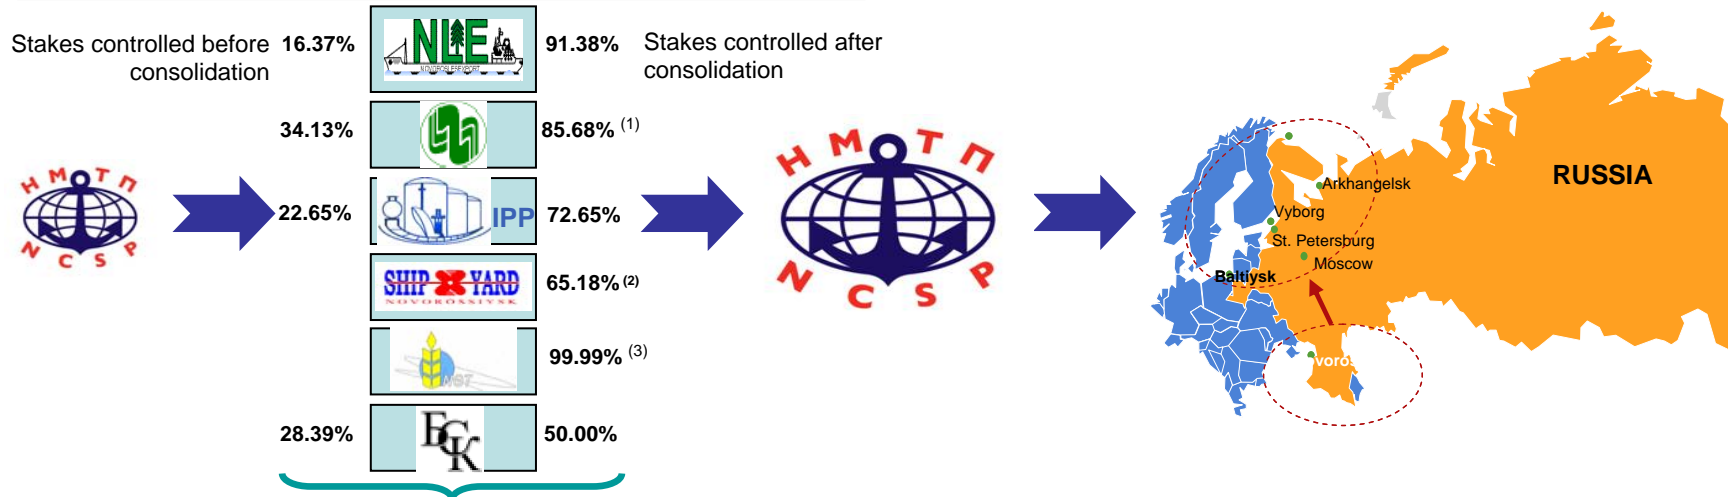 Stakes controlled before
consolidation
16.37%
NLE
NOVOROSLESEXPORT
91.38%
Stakes controlled after
consolidation
34.13%
85.68% (1)
НМТП
NCSP
22.65%
IPP
72.65%
SHIP YARD
NOVOROSSIYSK
65.18% (2)
NGT
99.99% (3)
28.39%
БСК
50.00%
НМТП
NCSP
RUSSIA
Arkhangelsk
Vyborg
St. Petersburg
Moscow
Baltiysk